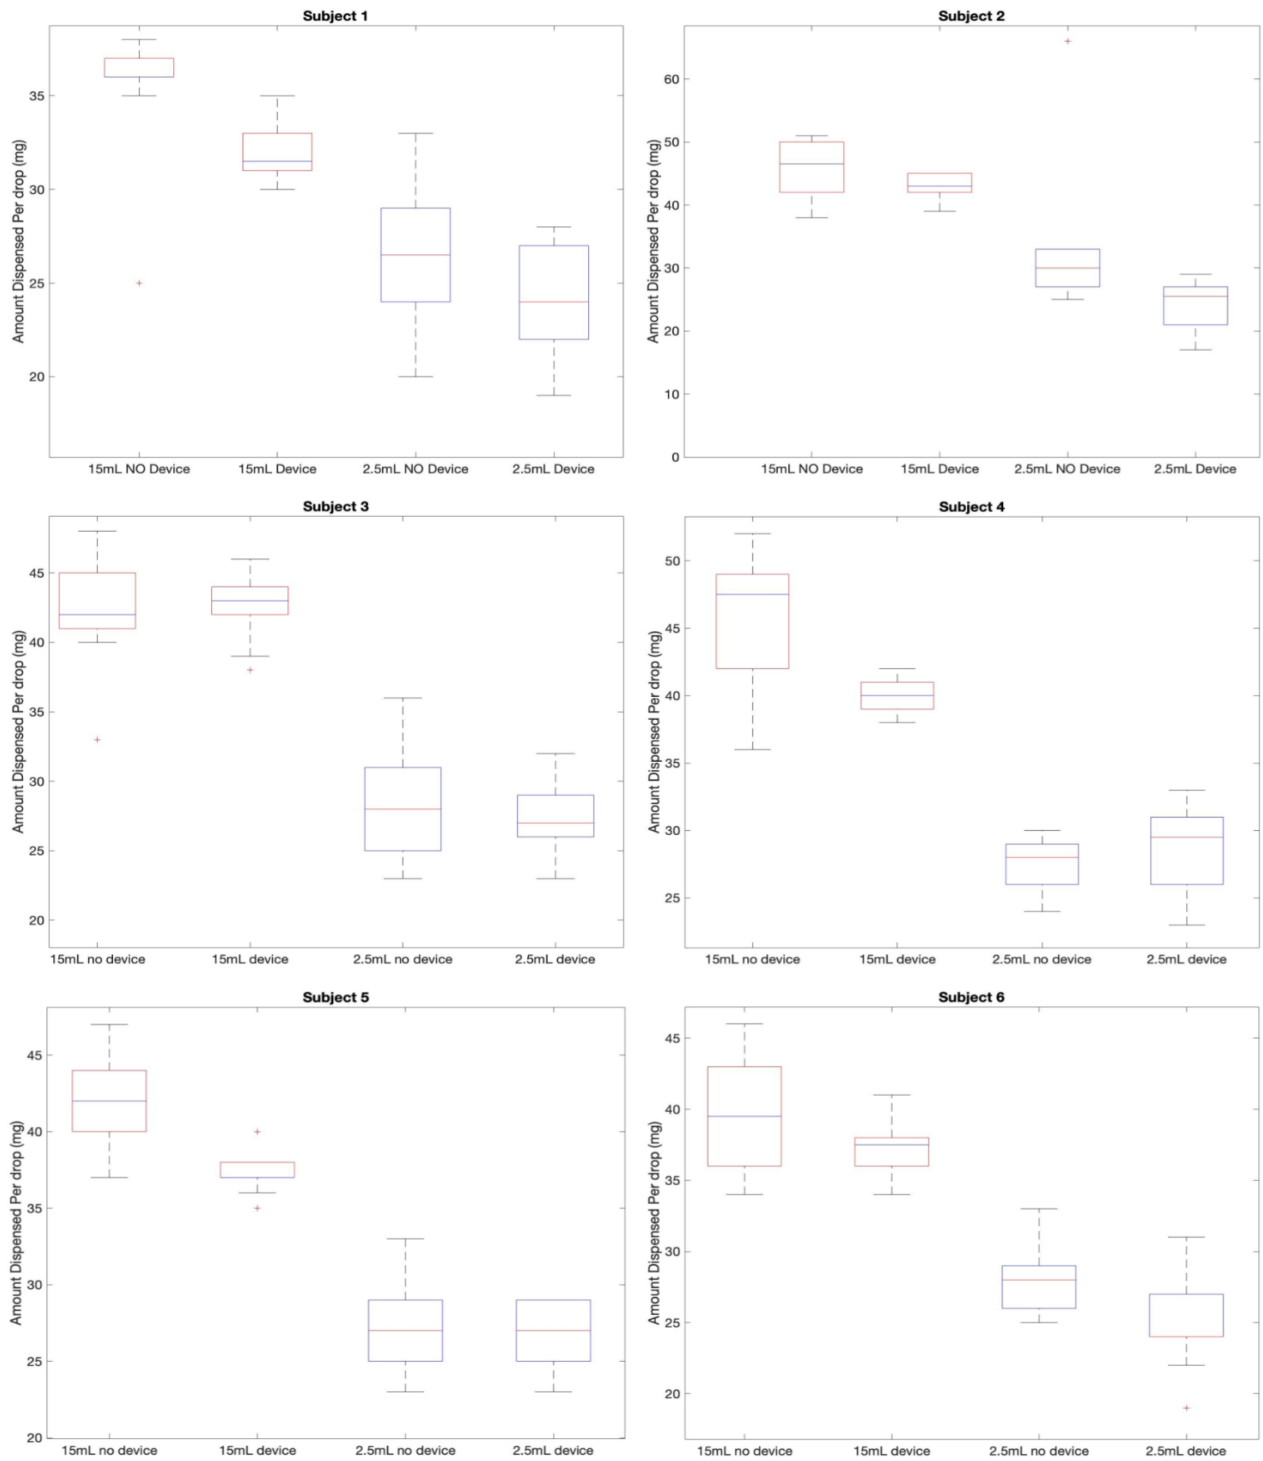 Subject 1
Amount Dispensed Per drop (mg)
35
30
25
20
15mL NO Device 15mL Device 2.5mL NO Device 2.5mL Device
Subject 2
Amount Dispensed Per drop (mg)
60
50
40
30
20
10
0
15mL NO Device 15mL Device 2.5mL NO Device 2.5mL Device
Subject 3
Amount Dispensed Per drop (mg)
45
40
35
30
25
20
15mL no device 15mL device 2.5mL no device 2.5mL device
Subject 4
Amount Dispensed Per drop (mg)
50
45
40
35
30
25
15mL no device 15mL device 2.5mL no device 2.5mL device
Subject 5
Amount Dispensed Per drop (mg)
45
40
35
30
25
20
15mL no device 15mL device 2.5mL no device 2.5mL device
Subject 6
Amount Dispensed Per drop (mg)
45
40
35
30
25
20
15mL no device 15mL device 2.5mL no device 2.5mL device